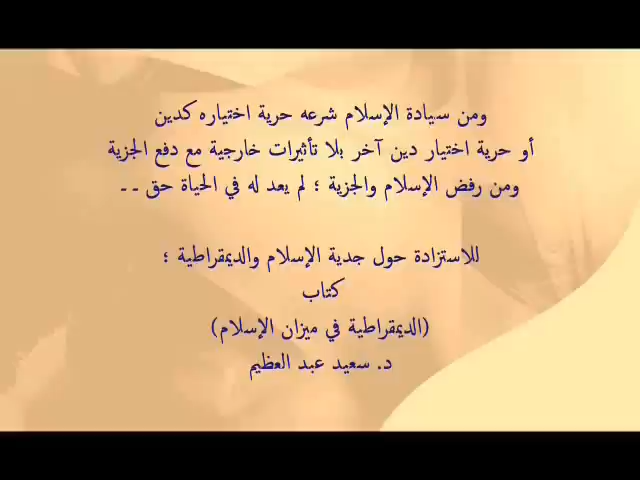 ومن سيادة الإسلام شرعه حرية اختياره كدين
أو حرية اختيار دين آخر بلا تأثيرات خارجية مع دفع الجزية
ومن رفض الإسلام والجزية ؛ لم يعد له في الحياة حق - -
للاستزادة حول جدية الإسلام والديمقراطية ؛
كتاب
(الديمقراطية في ميزان الإسلام)
د. سعيد عبد العظيم